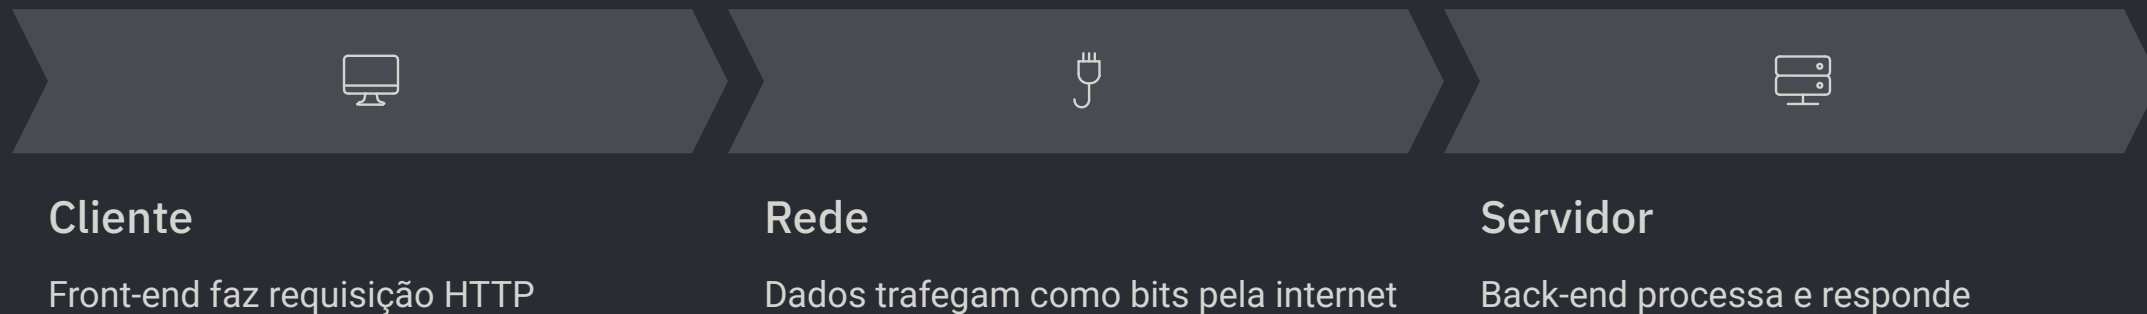 Cliente
Front-end faz requisição HTTP
Rede
Dados trafegam como bits pela internet
Servidor
Back-end processa e responde